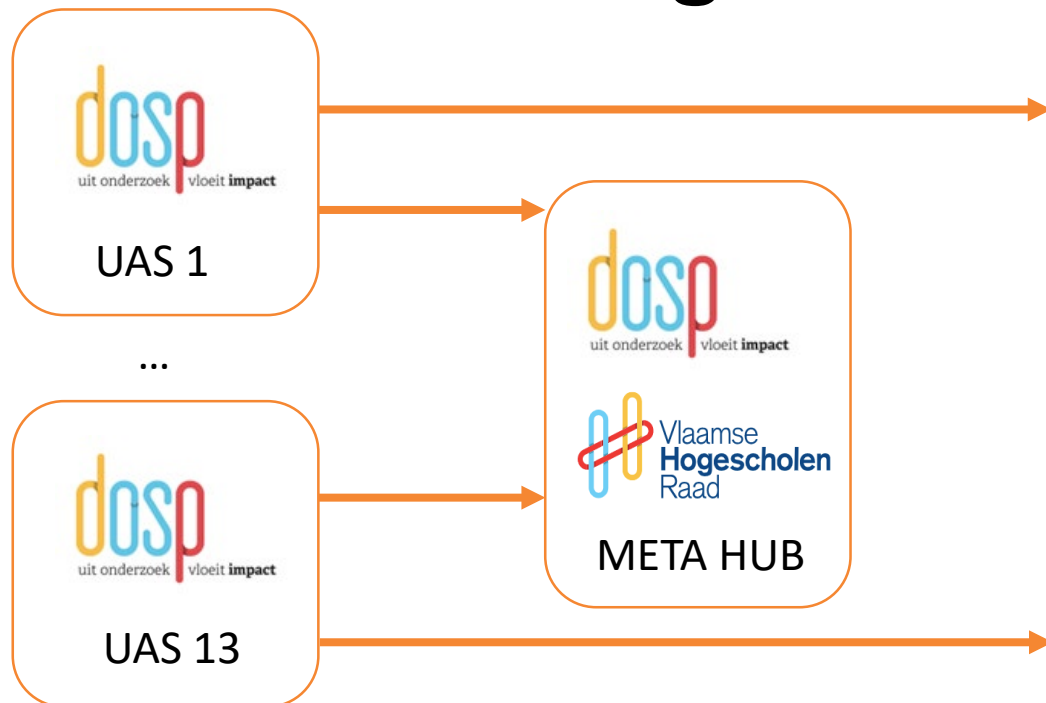 dosp
uit onderzoek vloeit impact
UAS 1
...
dosp
uit onderzoek vloeit impact
UAS 13
dosp
uit onderzoek vloeit impact
Vlaamse
Hogescholen
Raad
META HUB